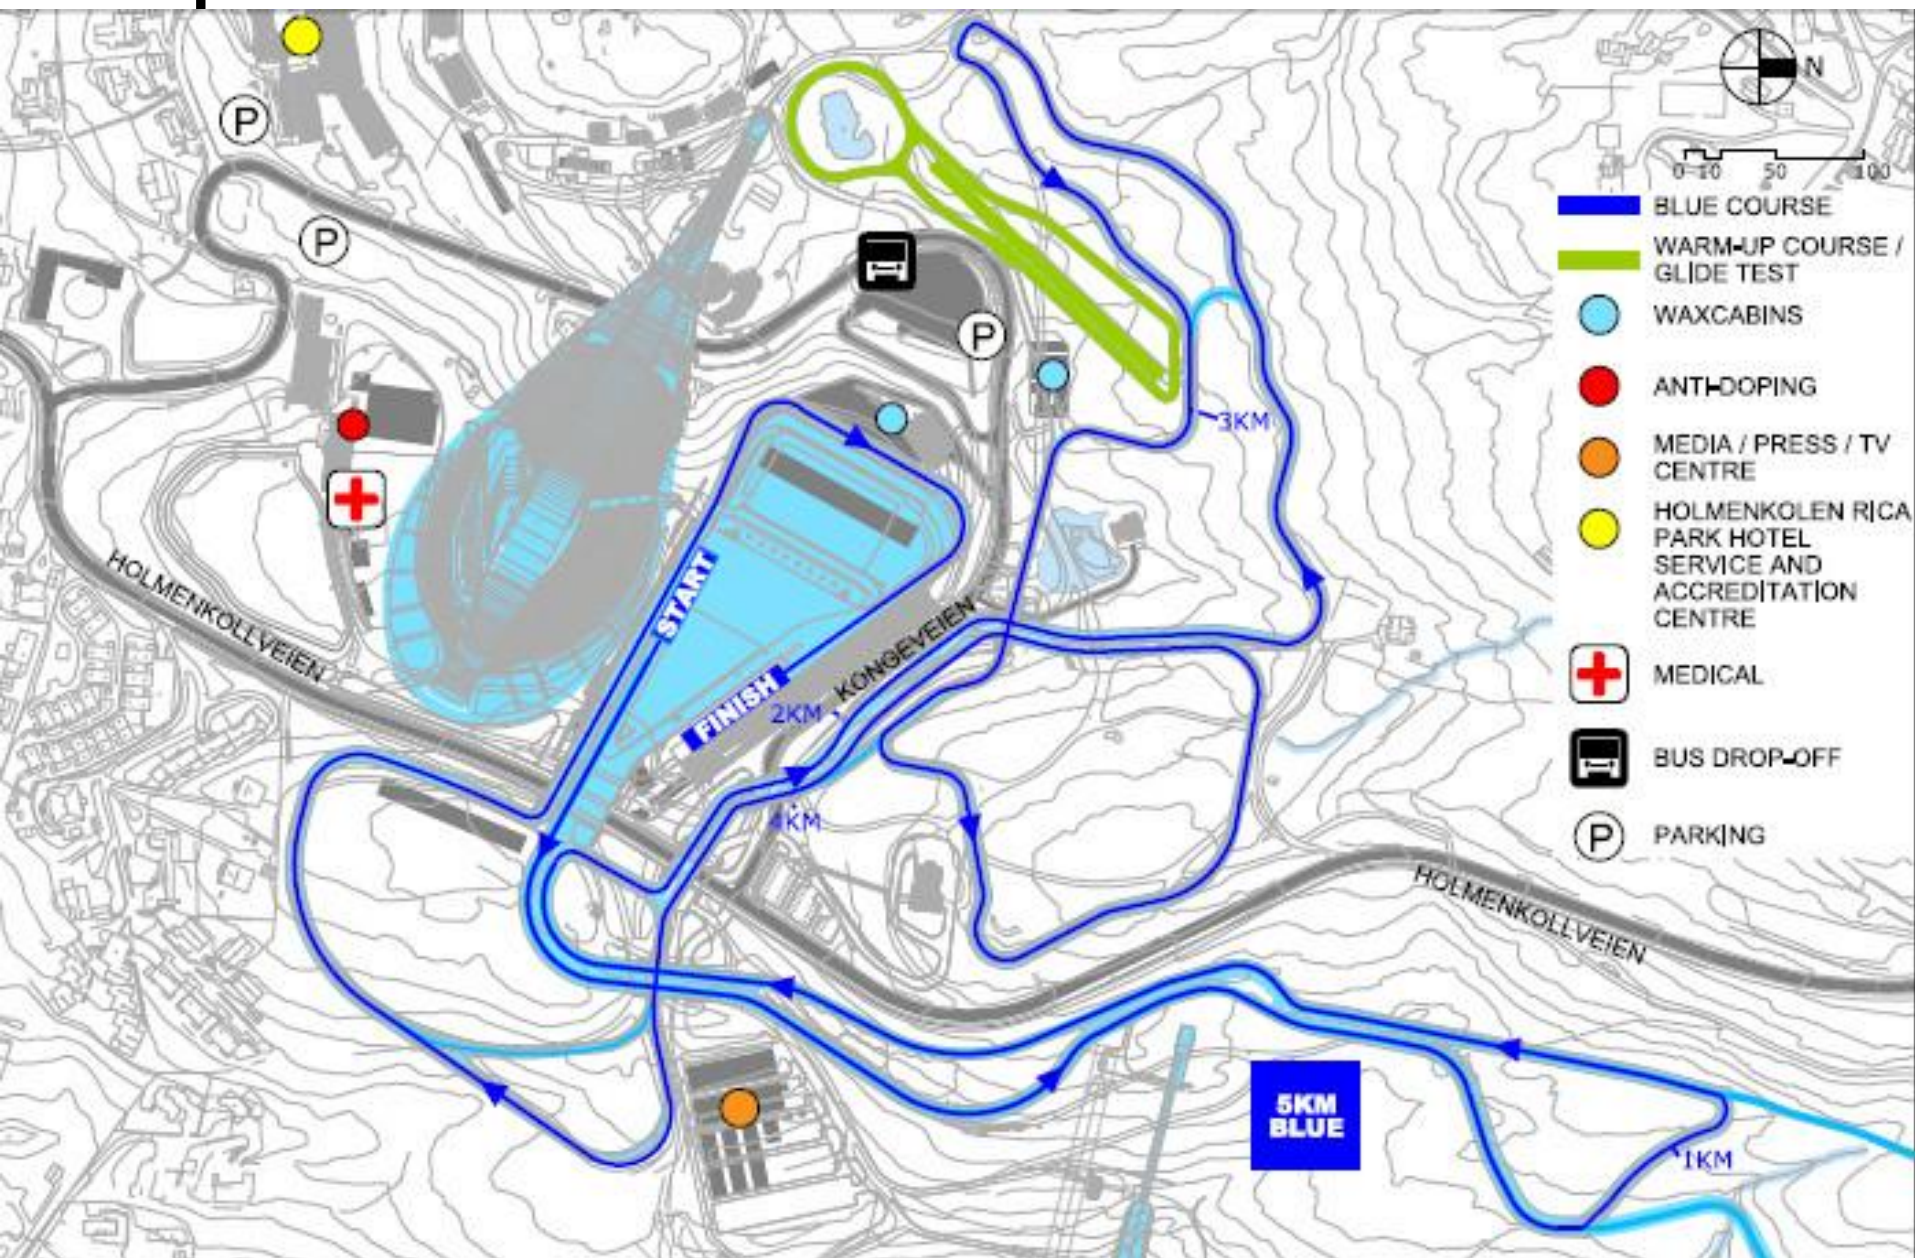 P
N
0 10 50 100
BLUE COURSE
P
WARM-UP COURSE /
GLIDE TEST
WAXCABINS
P
ANTI-DOPING
3KM
MEDIA / PRESS / TV
CENTRE
HOLMENKOLEN RICA
PARK HOTEL
SERVICE AND
ACCREDITATION
CENTRE
HOLMENKOLLVEIEN
START
KONGEVEIEN
FINISH
2KM
MEDICAL
BUS DROP-OFF
4KM
P PARKING
HOLMENKOLLVEIEN
5KM
BLUE
1KM